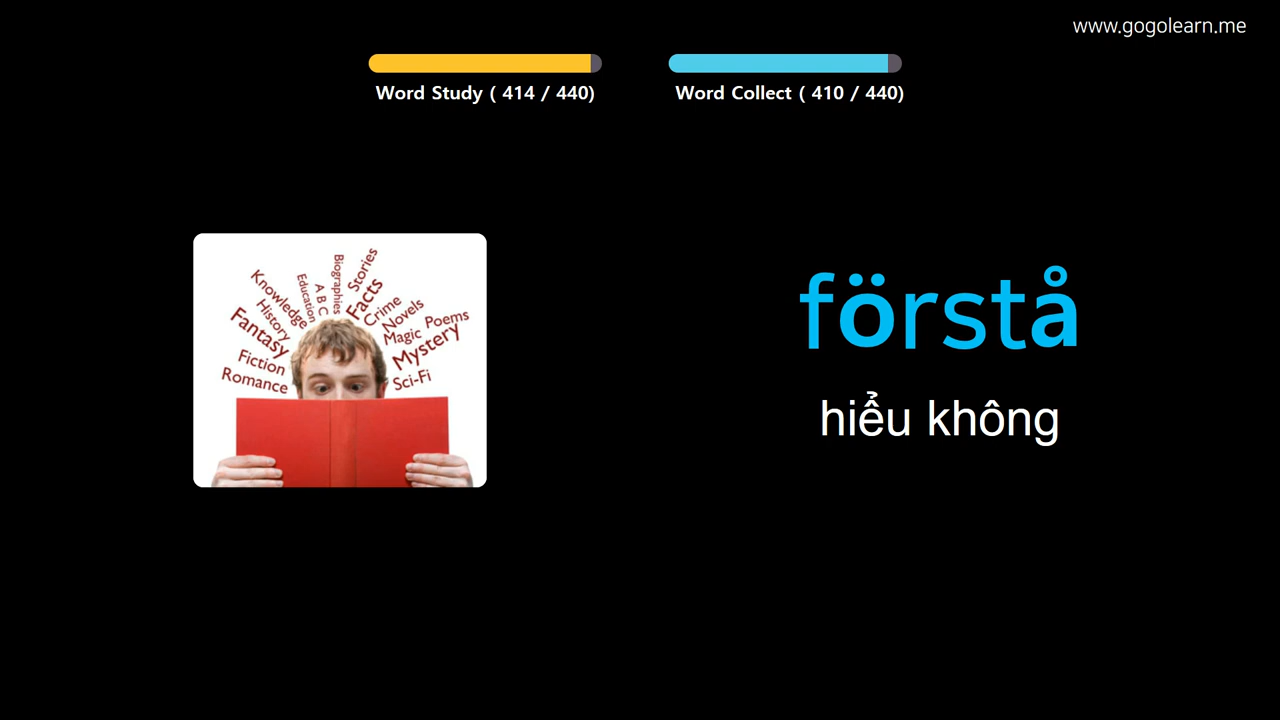 www.gogolearn.me
Word Study ( 414 / 440)
Word Collect ( 410 / 440)
förstå
hiểu không
Stories
Biographies
Facts
A B C
Education
Knowledge
Crime
History
Novels
Poems
Fantasy
Magic
Mystery
Fiction
Sci-Fi
Romance